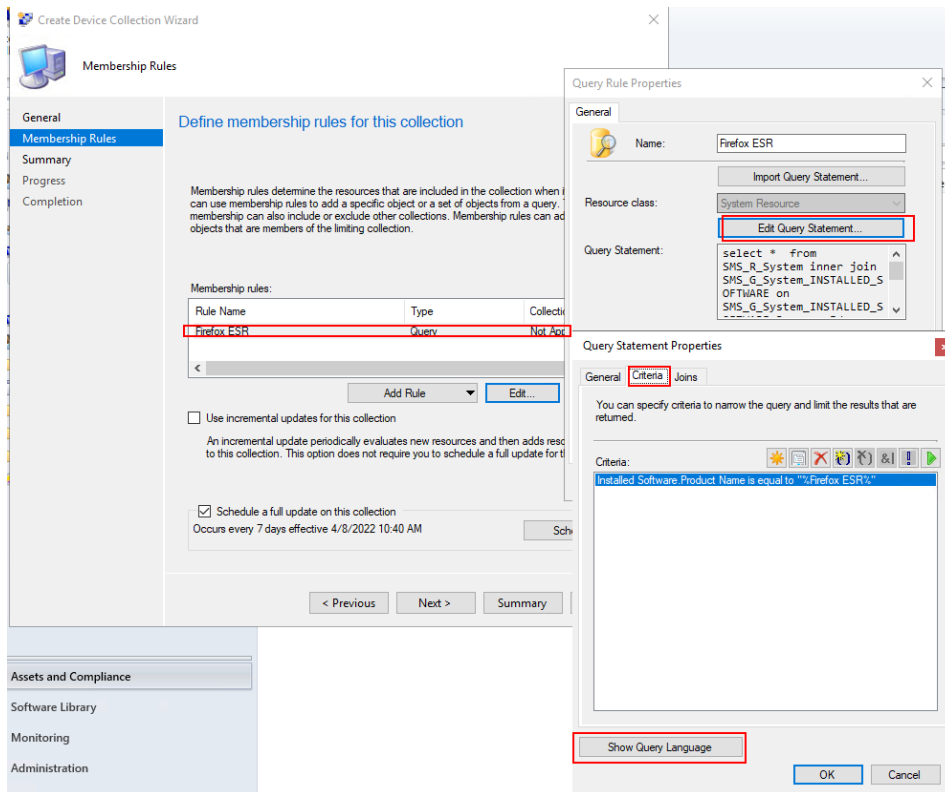 Create Device Collection Wizard
Membership Rules
General
Membership Rules
Summary
Progress
Completion
Define membership rules for this collection
Membership rules determine the resources that are included in the collection when
can use membership rules to add a specific object or a set of objects from a query.
membership can also include or exclude other collections. Membership rules can ad
objects that are members of the limiting collection.
Membership rules:
Rule Name Type Collectio
Firefox ESR Query Not App
Add Rule Edit...
Use incremental updates for this collection
An incremental update periodically evaluates new resources and then adds reso
to this collection. This option does not require you to schedule a full update for t
Schedule a full update on this collection
Occurs every 7 days effective 4/8/2022 10:40 AM
Sch
< Previous Next > Summary
Assets and Compliance
Software Library
Monitoring
Administration
Query Rule Properties
General
Name: Firefox ESR
Import Query Statement...
Resource class: System Resource
Edit Query Statement...
Query Statement:
select * from
SMS_R_System inner join
SMS_G_System_INSTALLED_S
OFTWARE on
SMS_G_System_INSTALLED_S
Query Statement Properties
General Criteria Joins
You can specify criteria to narrow the query and limit the results that are
returned.
Criteria:
&|
Installed Software.Product Name is equal to "%Firefox ESR%"
Show Query Language
OK Cancel